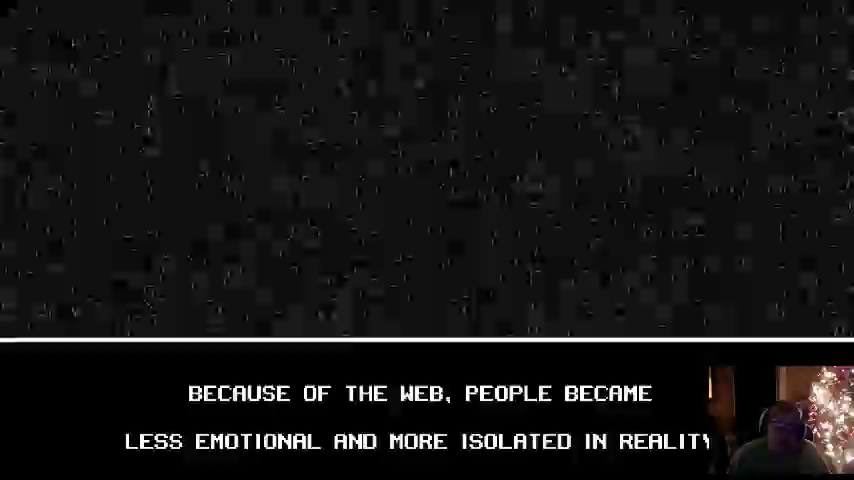 BECAUSE OF THE WEB, PEOPLE BECAME
LESS EMOTIONAL AND MORE ISOLATED IN REALITY